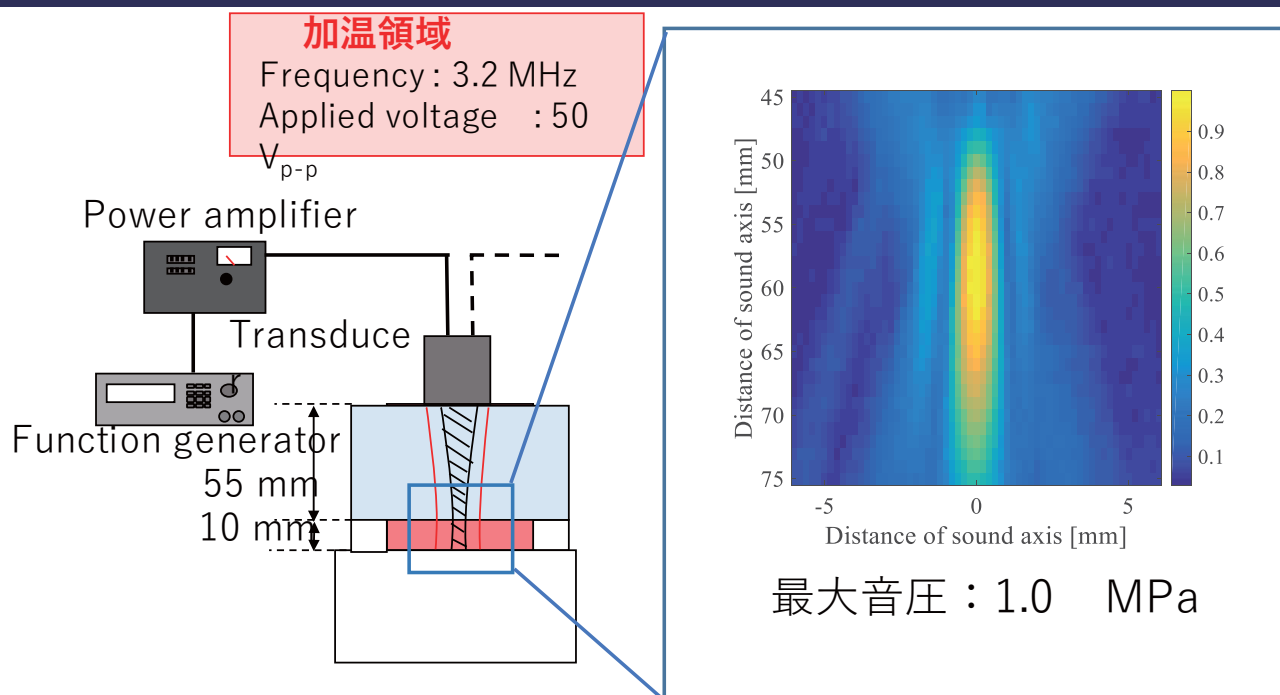 加温領域
Frequency : 3.2 MHz
Applied voltage : 50
Vp-p
Power amplifier
Transduce
Function generator
55 mm
10 mm
45
50
55
60
65
70
75
Distance of sound axis [mm]
-5
0
5
Distance of sound axis [mm]
0.9
0.8
0.7
0.6
0.5
0.4
0.3
0.2
0.1
最大音圧：1.0 MPa